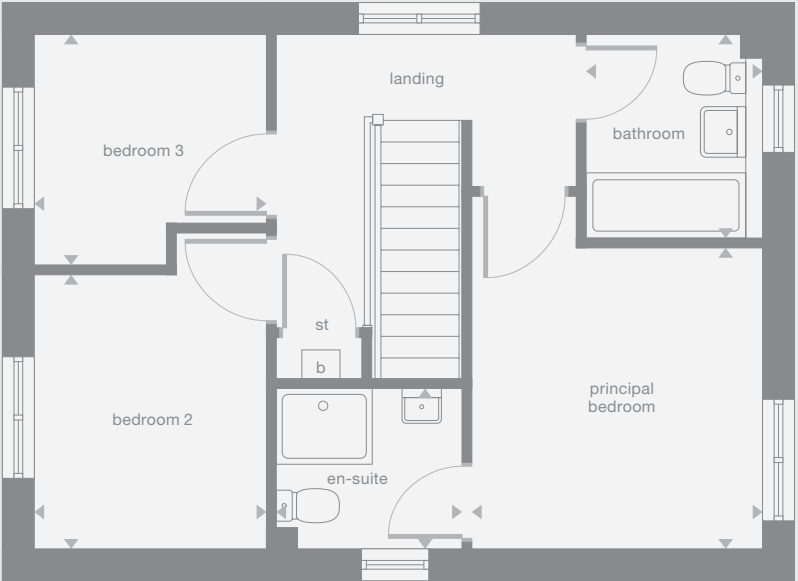 landing
bathroom
bedroom 3
st
b
principal
bedroom
bedroom 2
en-suite